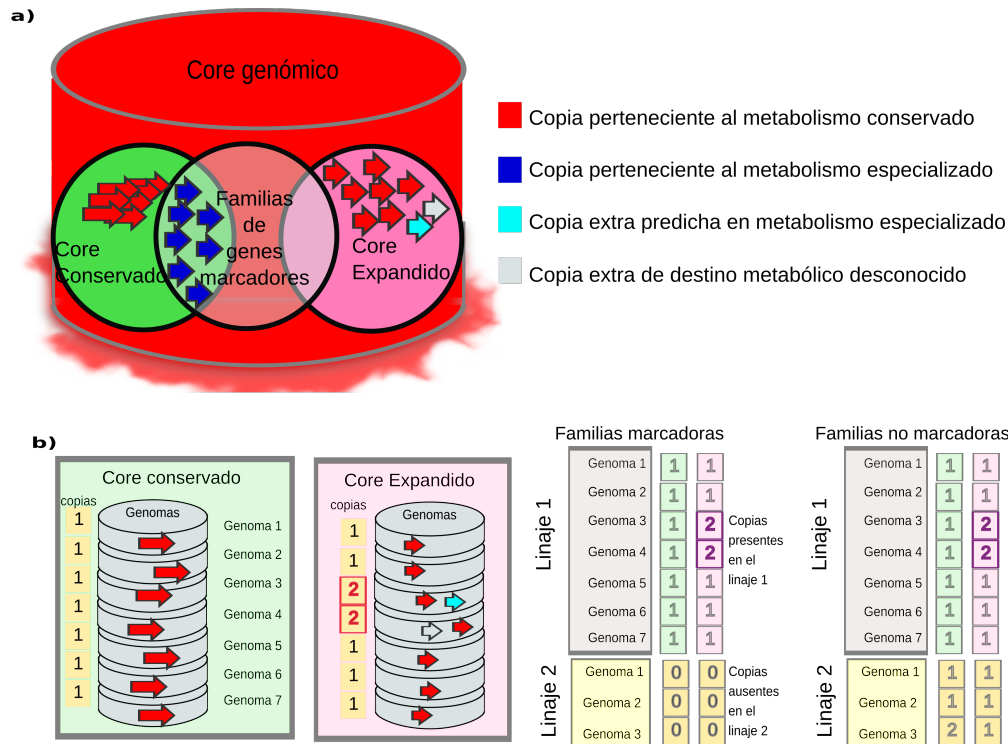 a)
Core genómico
Copia perteneciente al metabolismo conservado
Copia perteneciente al metabolismo especializado
Copia extra predicha en metabolismo especializado
Copia extra de destino metabólico desconocido
Core
Conservado
Familias
de
genes
marcadores
Core
Expandido
b)
Core conservado
copias
Genomas
1
1
1
1
1
1
1
Genoma 1
Genoma 2
Genoma 3
Genoma 4
Genoma 5
Genoma 6
Genoma 7
Core Expandido
copias
Genomas
1
1
2
2
1
1
1
Familias marcadoras
Linaje 1
Genoma 1 1 1
Genoma 2 1 1
Genoma 3 1 2
Genoma 4 1 2
Genoma 5 1 1
Genoma 6 1 1
Genoma 7 1 1
Copias
presentes
en el
linaje 1
Linaje 2
Genoma 1 0 0
Genoma 2 0 0
Genoma 3 0 0
Copias
ausentes
en el
linaje 2
Familias no marcadoras
Linaje 1
Genoma 1 1 1
Genoma 2 1 1
Genoma 3 1 2
Genoma 4 1 2
Genoma 5 1 1
Genoma 6 1 1
Genoma 7 1 1
Linaje 2
Genoma 1 1 1
Genoma 2 1 1
Genoma 3 2 1